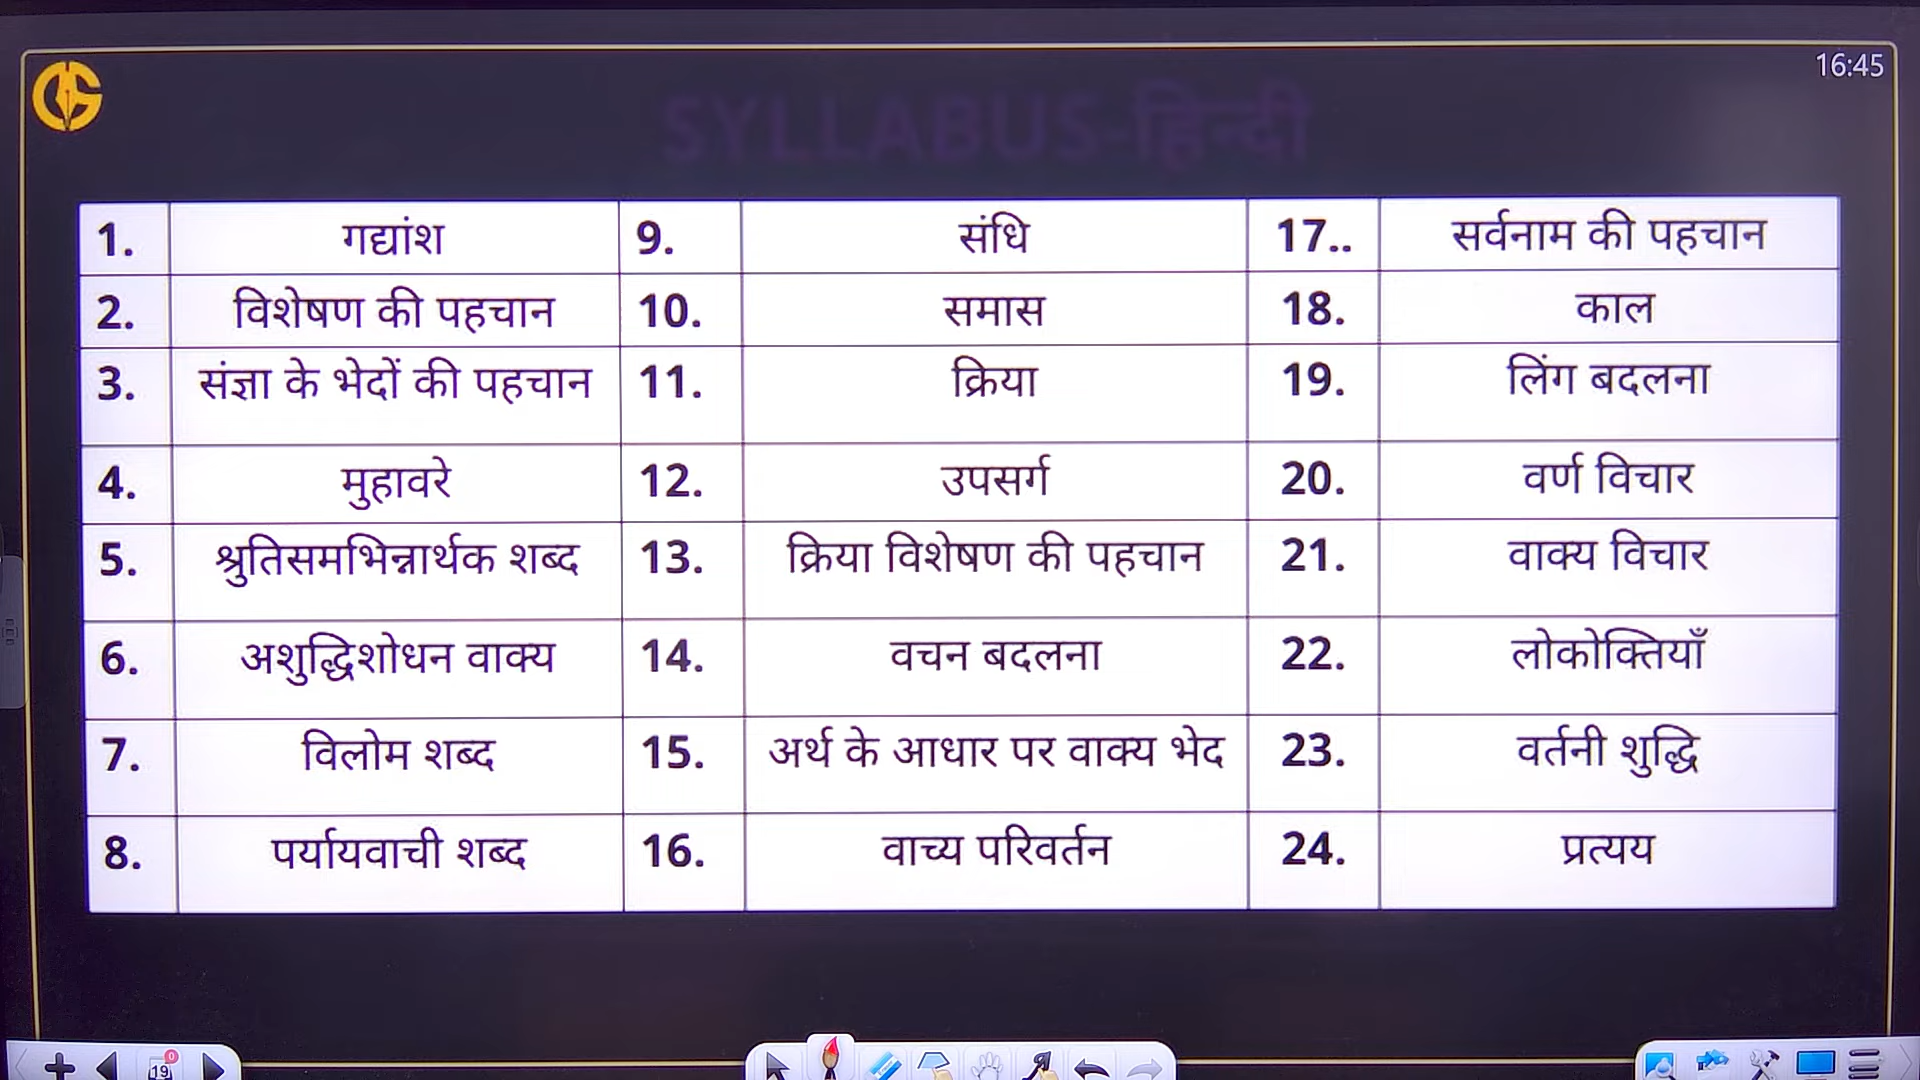 16:45
SYLLABUS-हिन्दी
1. गद्यांश 9. संधि 17.. सर्वनाम की पहचान
2. विशेषण की पहचान 10. समास 18. काल
3. संज्ञा के भेदों की पहचान 11. क्रिया 19. लिंग बदलना
4. मुहावरे 12. उपसर्ग 20. वर्ण विचार
5. श्रुतिसमभिन्नार्थक शब्द 13. क्रिया विशेषण की पहचान 21. वाक्य विचार
6. अशुद्धिशोधन वाक्य 14. वचन बदलना 22. लोकोक्तियाँ
7. विलोम शब्द 15. अर्थ के आधार पर वाक्य भेद 23. वर्तनी शुद्धि
8. पर्यायवाची शब्द 16. वाच्य परिवर्तन 24. प्रत्यय
19
0